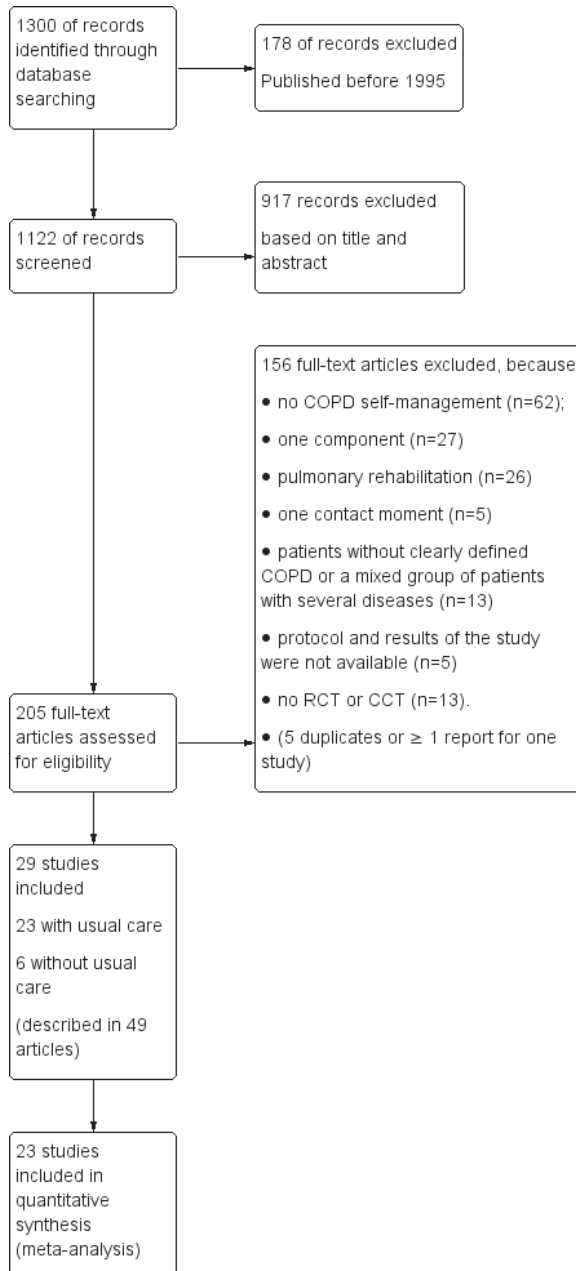 1300 of records
identified through
database
searching
178 of records excluded
Published before 1995
1122 of records
screened
917 records excluded
based on title and
abstract
156 full-text articles excluded, because
● no COPD self-management (n=62);
● one component (n=27)
● pulmonary rehabilitation (n=26)
● one contact moment (n=5)
● patients without clearly defined
COPD or a mixed group of patients
with several diseases (n=13)
● protocol and results of the study
were not available (n=5)
● no RCT or CCT (n=13).
● (5 duplicates or ≥ 1 report for one
study)
205 full-text
articles assessed
for eligibility
29 studies
included
23 with usual care
6 without usual
care
(described in 49
articles)
23 studies
included in
quantitative
synthesis
(meta-analysis)